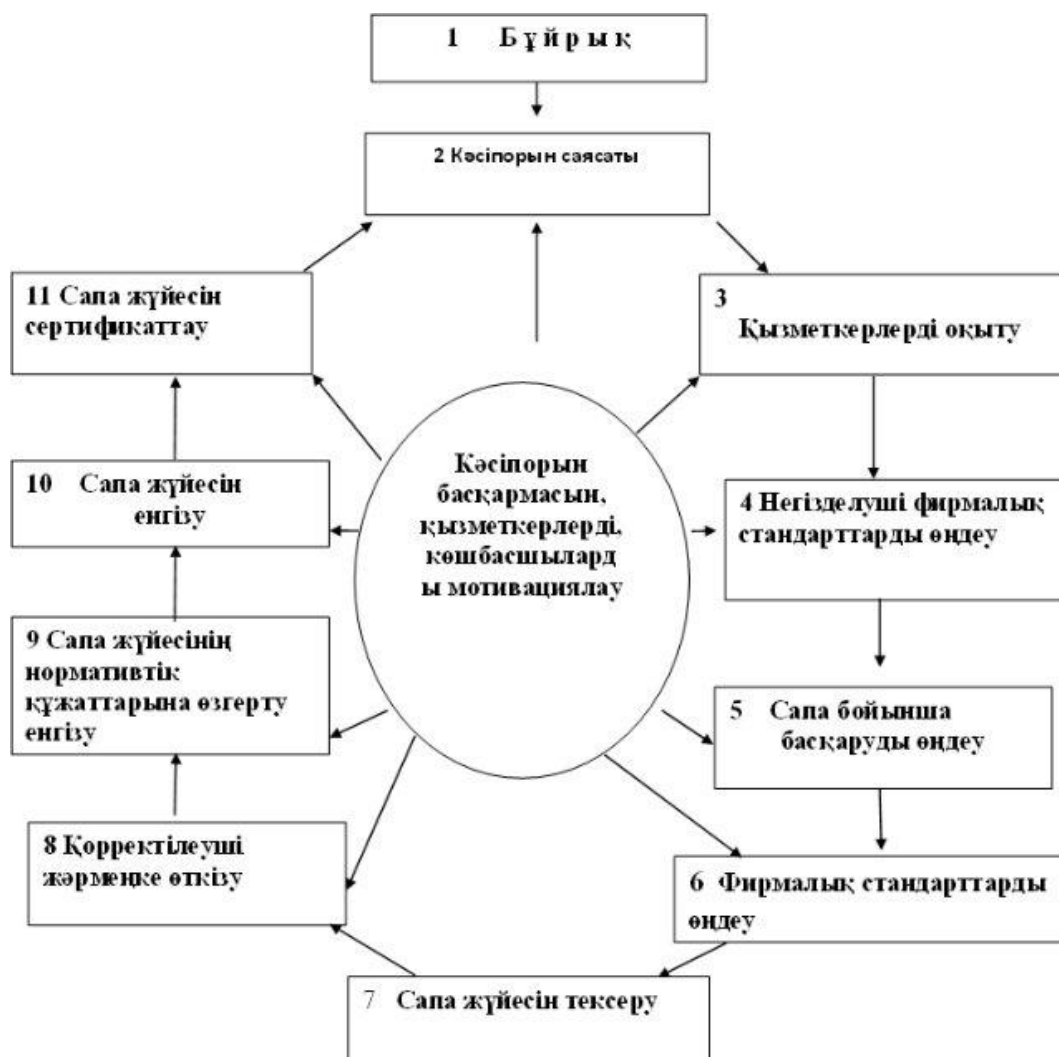 1 Б ұ й р ы қ
2 Кәсіпорын саясаты
11 Сапа жүйесін
сертификаттау
3
Қызметкерлерді оқыту
Кәсіпорын
басқармасын,
қызметкерлерді,
көшбасшылард
ы мотивациялау
10 Сапа жүйесін
енгізу
4 Негізделуші фирмалық
стандарттарды өңдеу
9 Сапа жүйесінің
нормативтік
құжаттарына өзгерту
енгізу
5 Сапа бойынша
басқаруды өңдеу
8 Қорректілеуші
жәрмеңке өткізу
6 Фирмалық стандарттарды
өңдеу
7 Сапа жүйесін тексеру